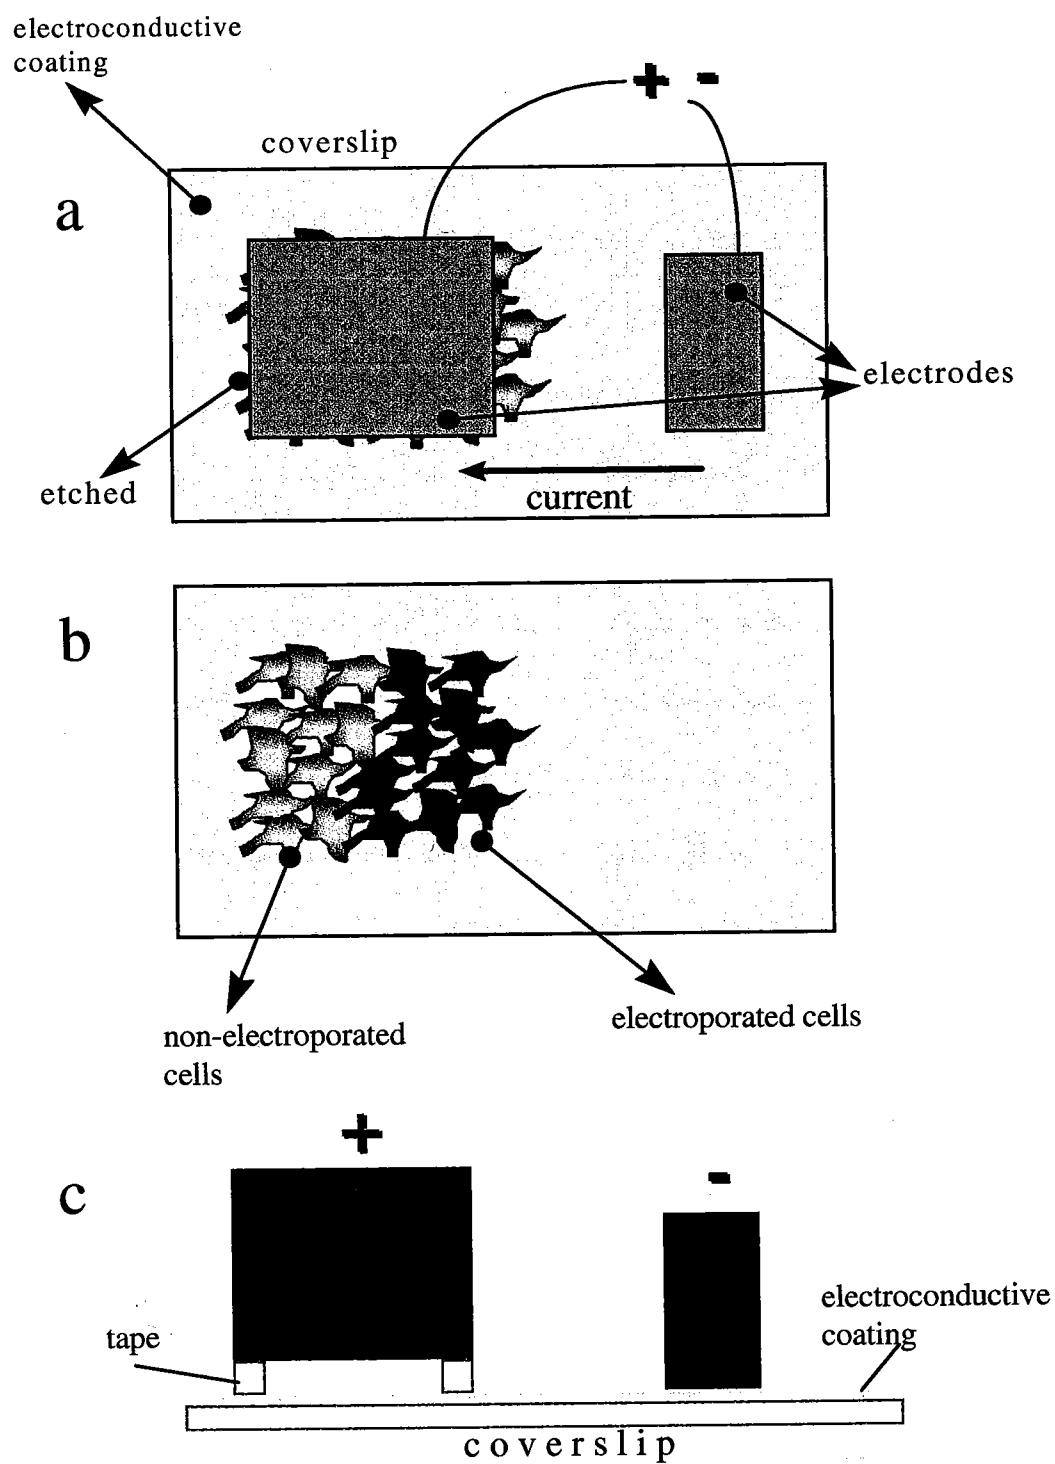 electroconductive
coating
+ -
coverslip
a
electrodes
etched
current
b
non-electroporated
cells
electroporated cells
+
-
c
electroconductive
coating
tape
coverslip